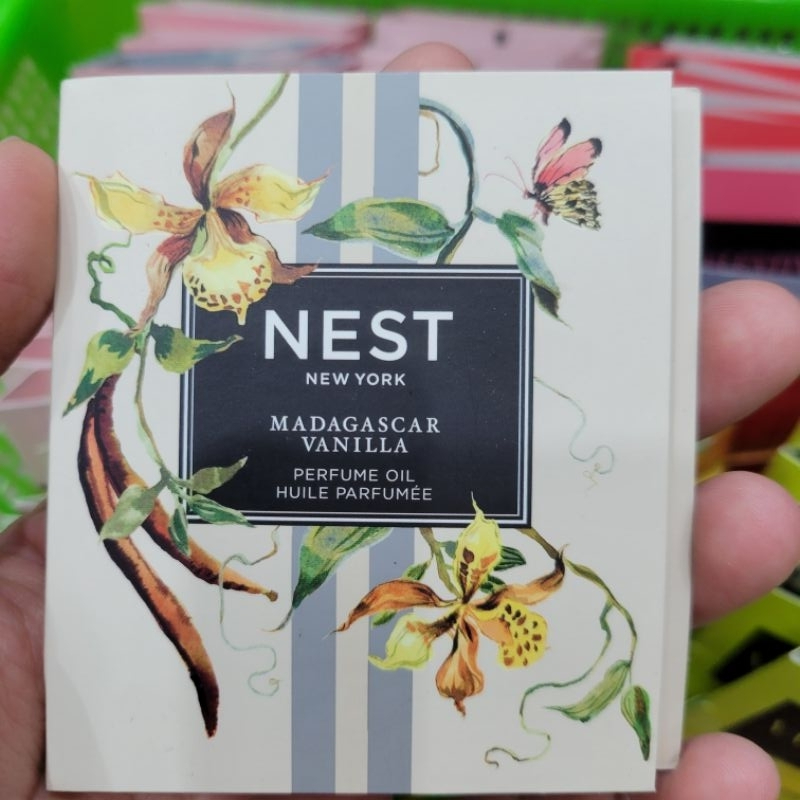 NEST
NEW YORK
MADAGASCAR
VANILLA
PERFUME OIL
HUILE PARFUMÉE